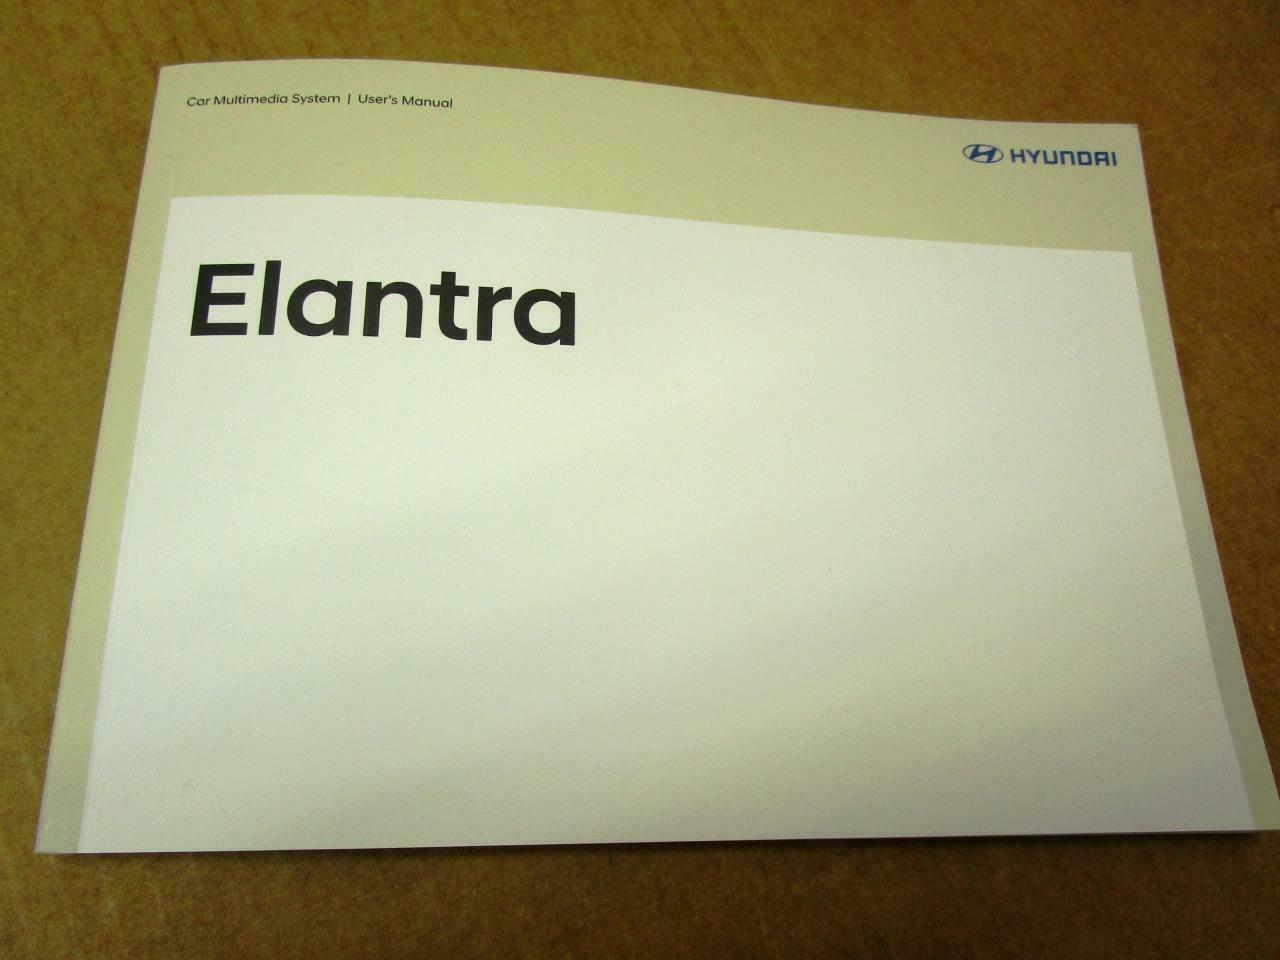 Car Multimedia System | User's Manual
HYUNDAI
Elantra